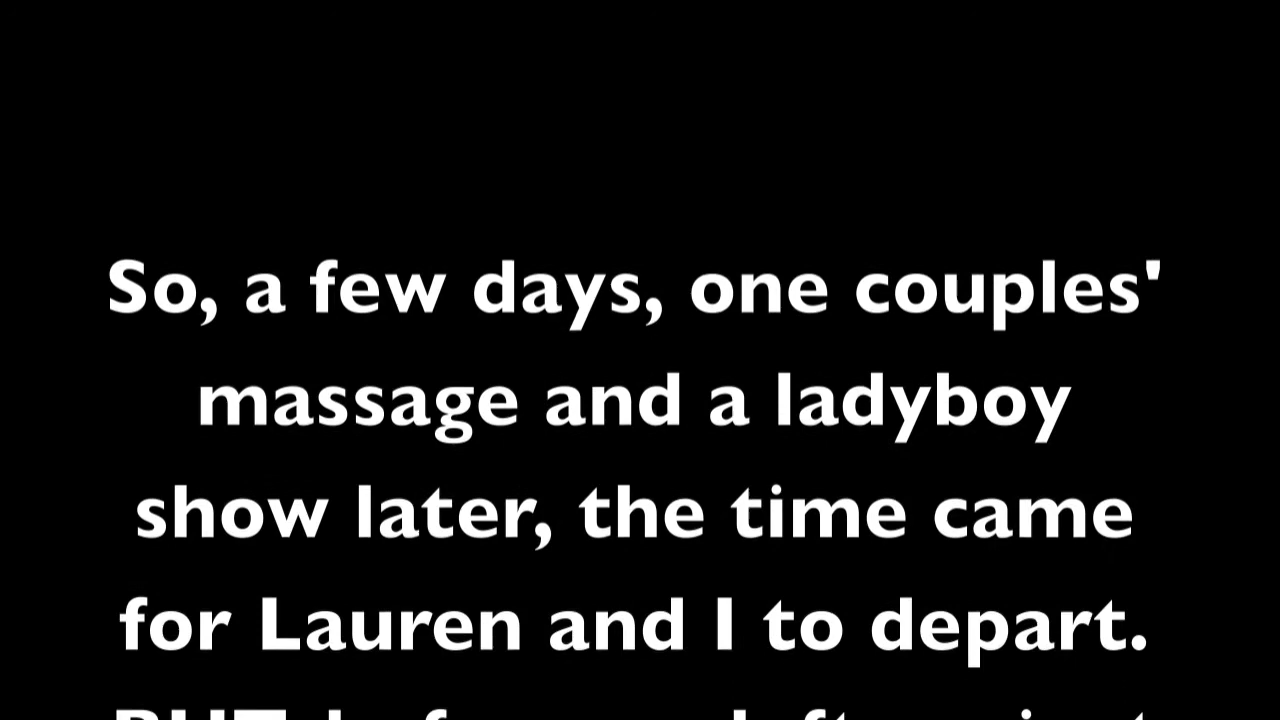 So, a few days, one couples'
massage and a ladyboy
show later, the time came
for Lauren and I to depart.